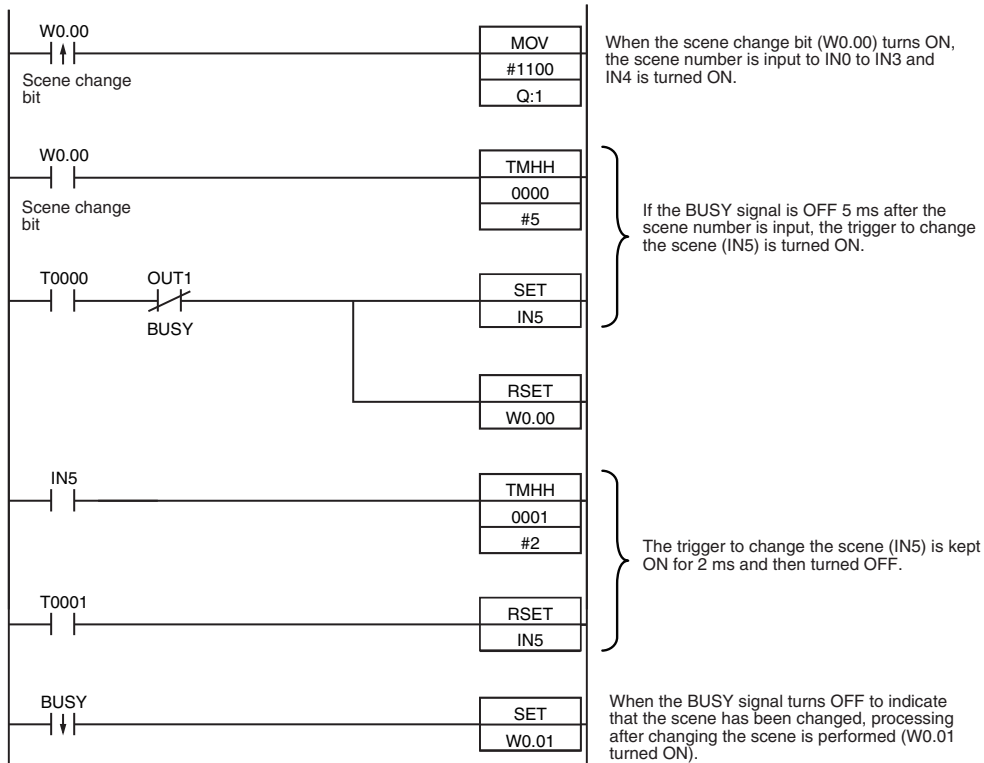 W0.00
Scene change
bit
MOV
#1100
Q:1
When the scene change bit (W0.00) turns ON,
the scene number is input to IN0 to IN3 and
IN4 is turned ON.
W0.00
Scene change
bit
TMHH
0000
#5
If the BUSY signal is OFF 5 ms after the
scene number is input, the trigger to change
the scene (IN5) is turned ON.
T0000
OUT1
BUSY
SET
IN5
RSET
W0.00
IN5
TMHH
0001
#2
The trigger to change the scene (IN5) is kept
ON for 2 ms and then turned OFF.
T0001
RSET
IN5
BUSY
SET
W0.01
When the BUSY signal turns OFF to indicate
that the scene has been changed, processing
after changing the scene is performed (W0.01
turned ON).